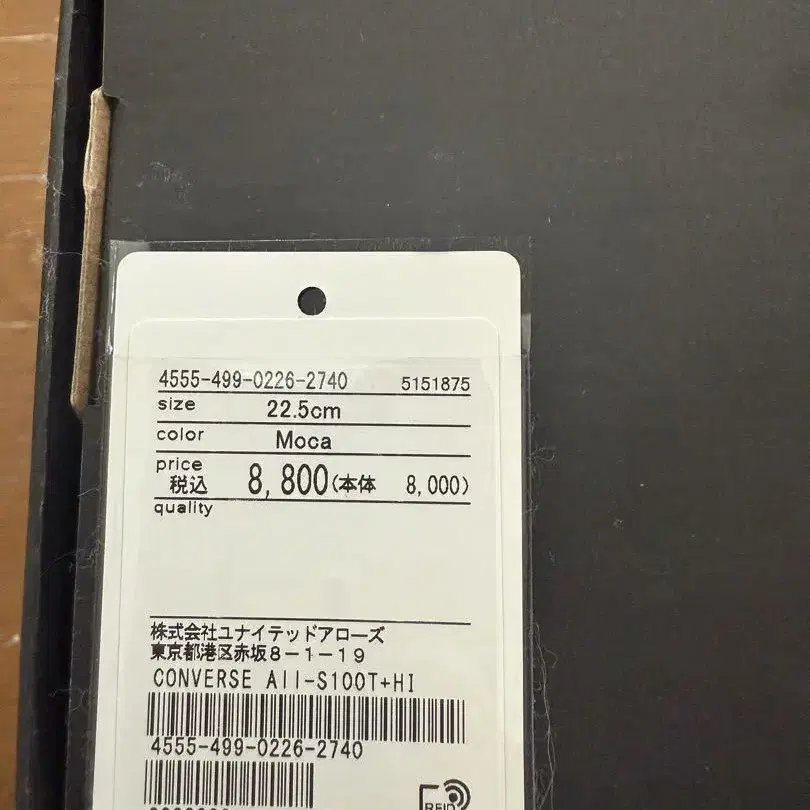 4555-499-0226-2740 5151875
size 22.5cm
color Moca
price
税込 8,800(本体 8,000)
quality
株式会社ユナイテッドアローズ
東京都港区赤坂8-1-19
CONVERSE All-S100T+HI
4555-499-0226-2740
RFID